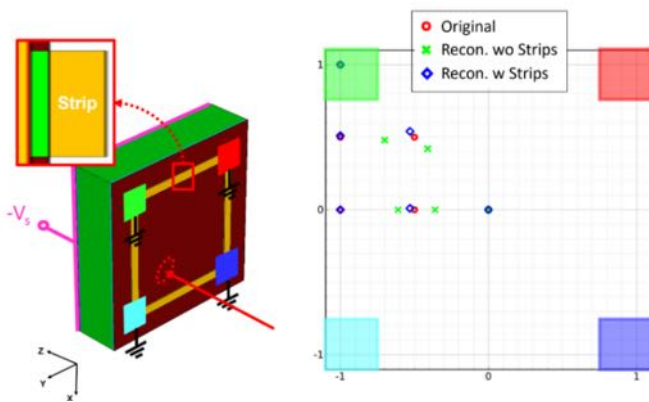 Strip
-Vs
Z
Y
X
Original
Recon. wo Strips
Recon. w Strips
1
0
-1
-1
0
1